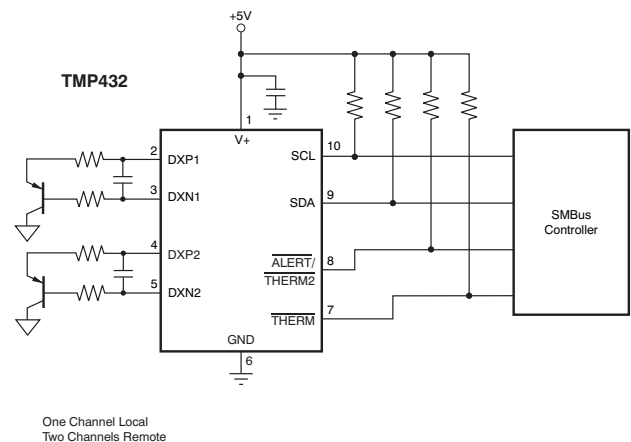 +5V
TMP432
1
V+
2
DXP1
SCL
10
3
DXN1
SDA
9
SMBus
Controller
4
DXP2
ALERT/
THERM2
8
5
DXN2
THERM
7
GND
6
One Channel Local
Two Channels Remote